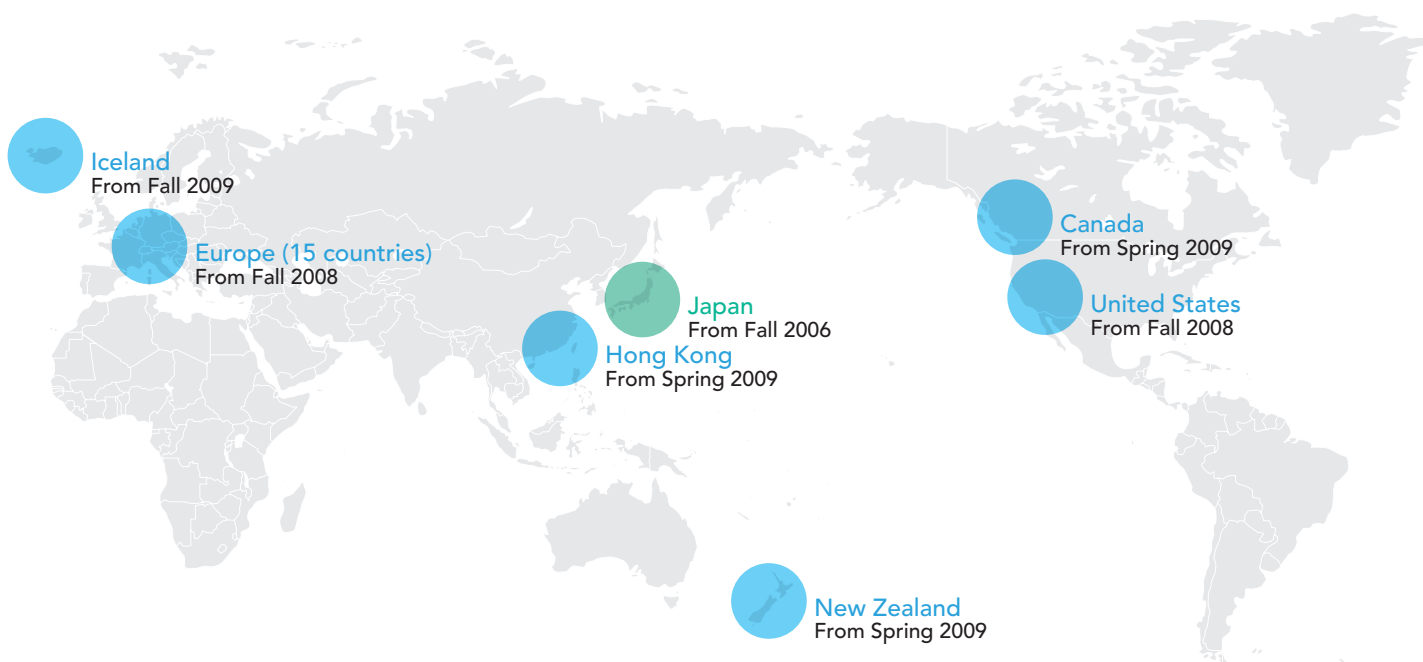 Iceland
From Fall 2009
Europe (15 countries)
From Fall 2008
Japan
From Fall 2006
Hong Kong
From Spring 2009
Canada
From Spring 2009
United States
From Fall 2008
New Zealand
From Spring 2009